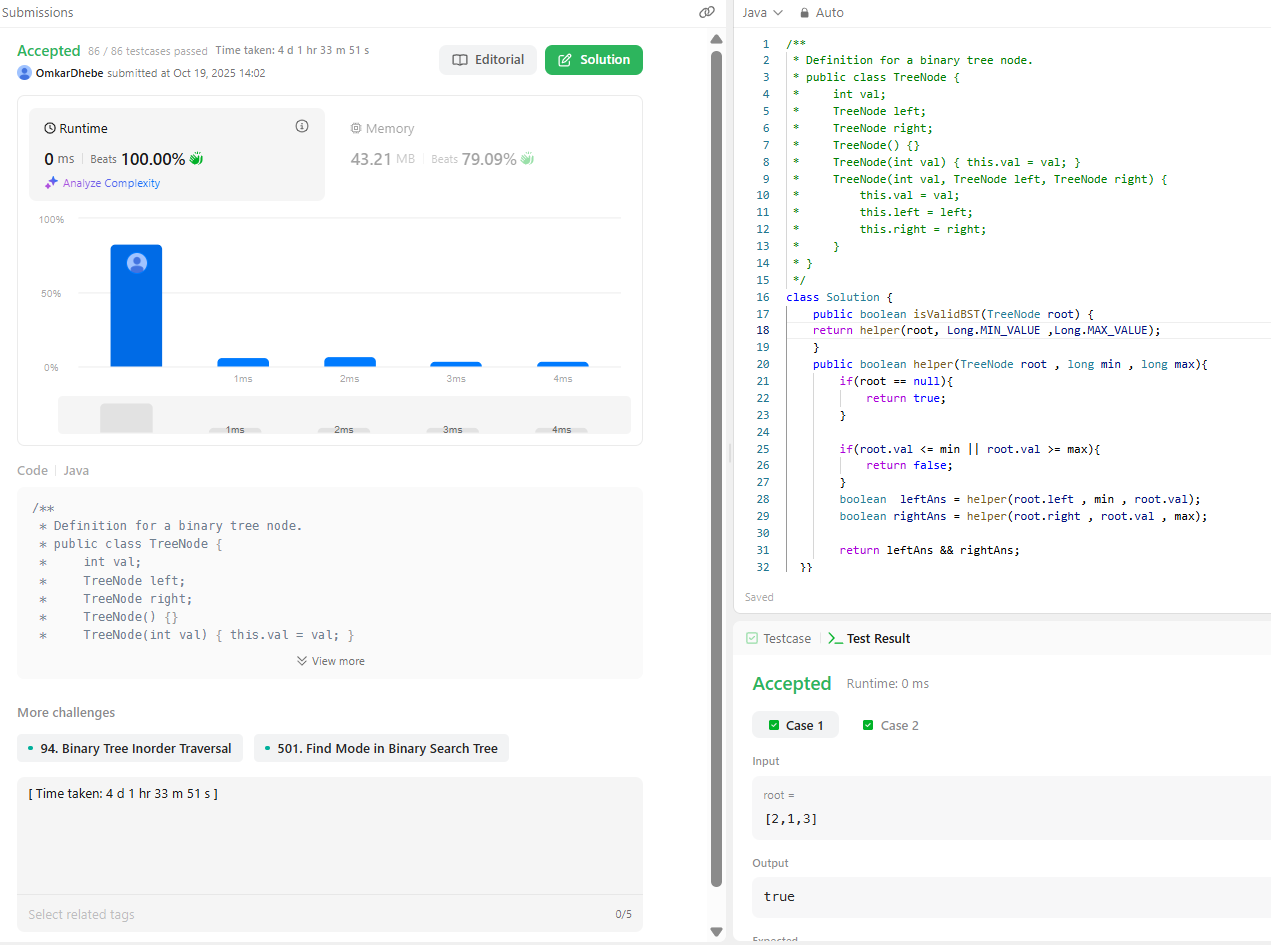 Submissions
Accepted 86 / 86 testcases passed Time taken: 4 d 1 hr 33 m 51 s
OmkarDhebe submitted at Oct 19, 2025 14:02
Editorial
Solution
Runtime
0 ms | Beats 100.00%
Analyze Complexity
Memory
43.21 MB | Beats 79.09%
100%
50%
0%
1ms 2ms 3ms 4ms
1ms 2ms 3ms 4ms
Code | Java
/**
 * Definition for a binary tree node.
 * public class TreeNode {
 *     int val;
 *     TreeNode left;
 *     TreeNode right;
 *     TreeNode() {}
 *     TreeNode(int val) { this.val = val; }
View more
More challenges
94. Binary Tree Inorder Traversal
501. Find Mode in Binary Search Tree
[ Time taken: 4 d 1 hr 33 m 51 s ]
Select related tags 0/5
Java Auto
1 /**
2  * Definition for a binary tree node.
3  * public class TreeNode {
4  *     int val;
5  *     TreeNode left;
6  *     TreeNode right;
7  *     TreeNode() {}
8  *     TreeNode(int val) { this.val = val; }
9  *     TreeNode(int val, TreeNode left, TreeNode right) {
10  *         this.val = val;
11  *         this.left = left;
12  *         this.right = right;
13  *     }
14  * }
15  */
16 class Solution {
17     public boolean isValidBST(TreeNode root) {
18     return helper(root, Long.MIN_VALUE ,Long.MAX_VALUE);
19     }
20     public boolean helper(TreeNode root , long min , long max){
21         if(root == null){
22             return true;
23         }
24
25         if(root.val <= min || root.val >= max){
26             return false;
27         }
28         boolean  leftAns = helper(root.left , min , root.val);
29         boolean rightAns = helper(root.right , root.val , max);
30
31         return leftAns && rightAns;
32   }}
Saved
Testcase | Test Result
Accepted Runtime: 0 ms
Case 1 Case 2
Input
root =
[2,1,3]
Output
true
Expected